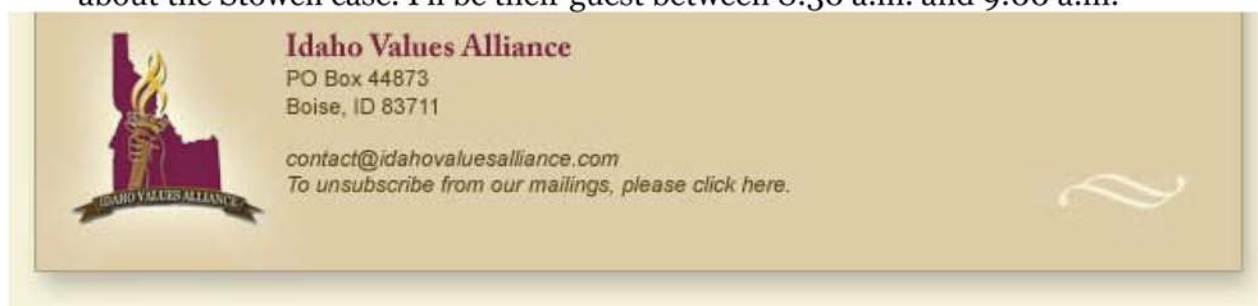 about the Stowell case. I'll be their guest between 8:30 a.m. and 9:00 a.m.
Idaho Values Alliance
PO Box 44873
Boise, ID 83711
contact@idahovaluesalliance.com
To unsubscribe from our mailings, please click here.
IDAHO VALUES ALLIANCE